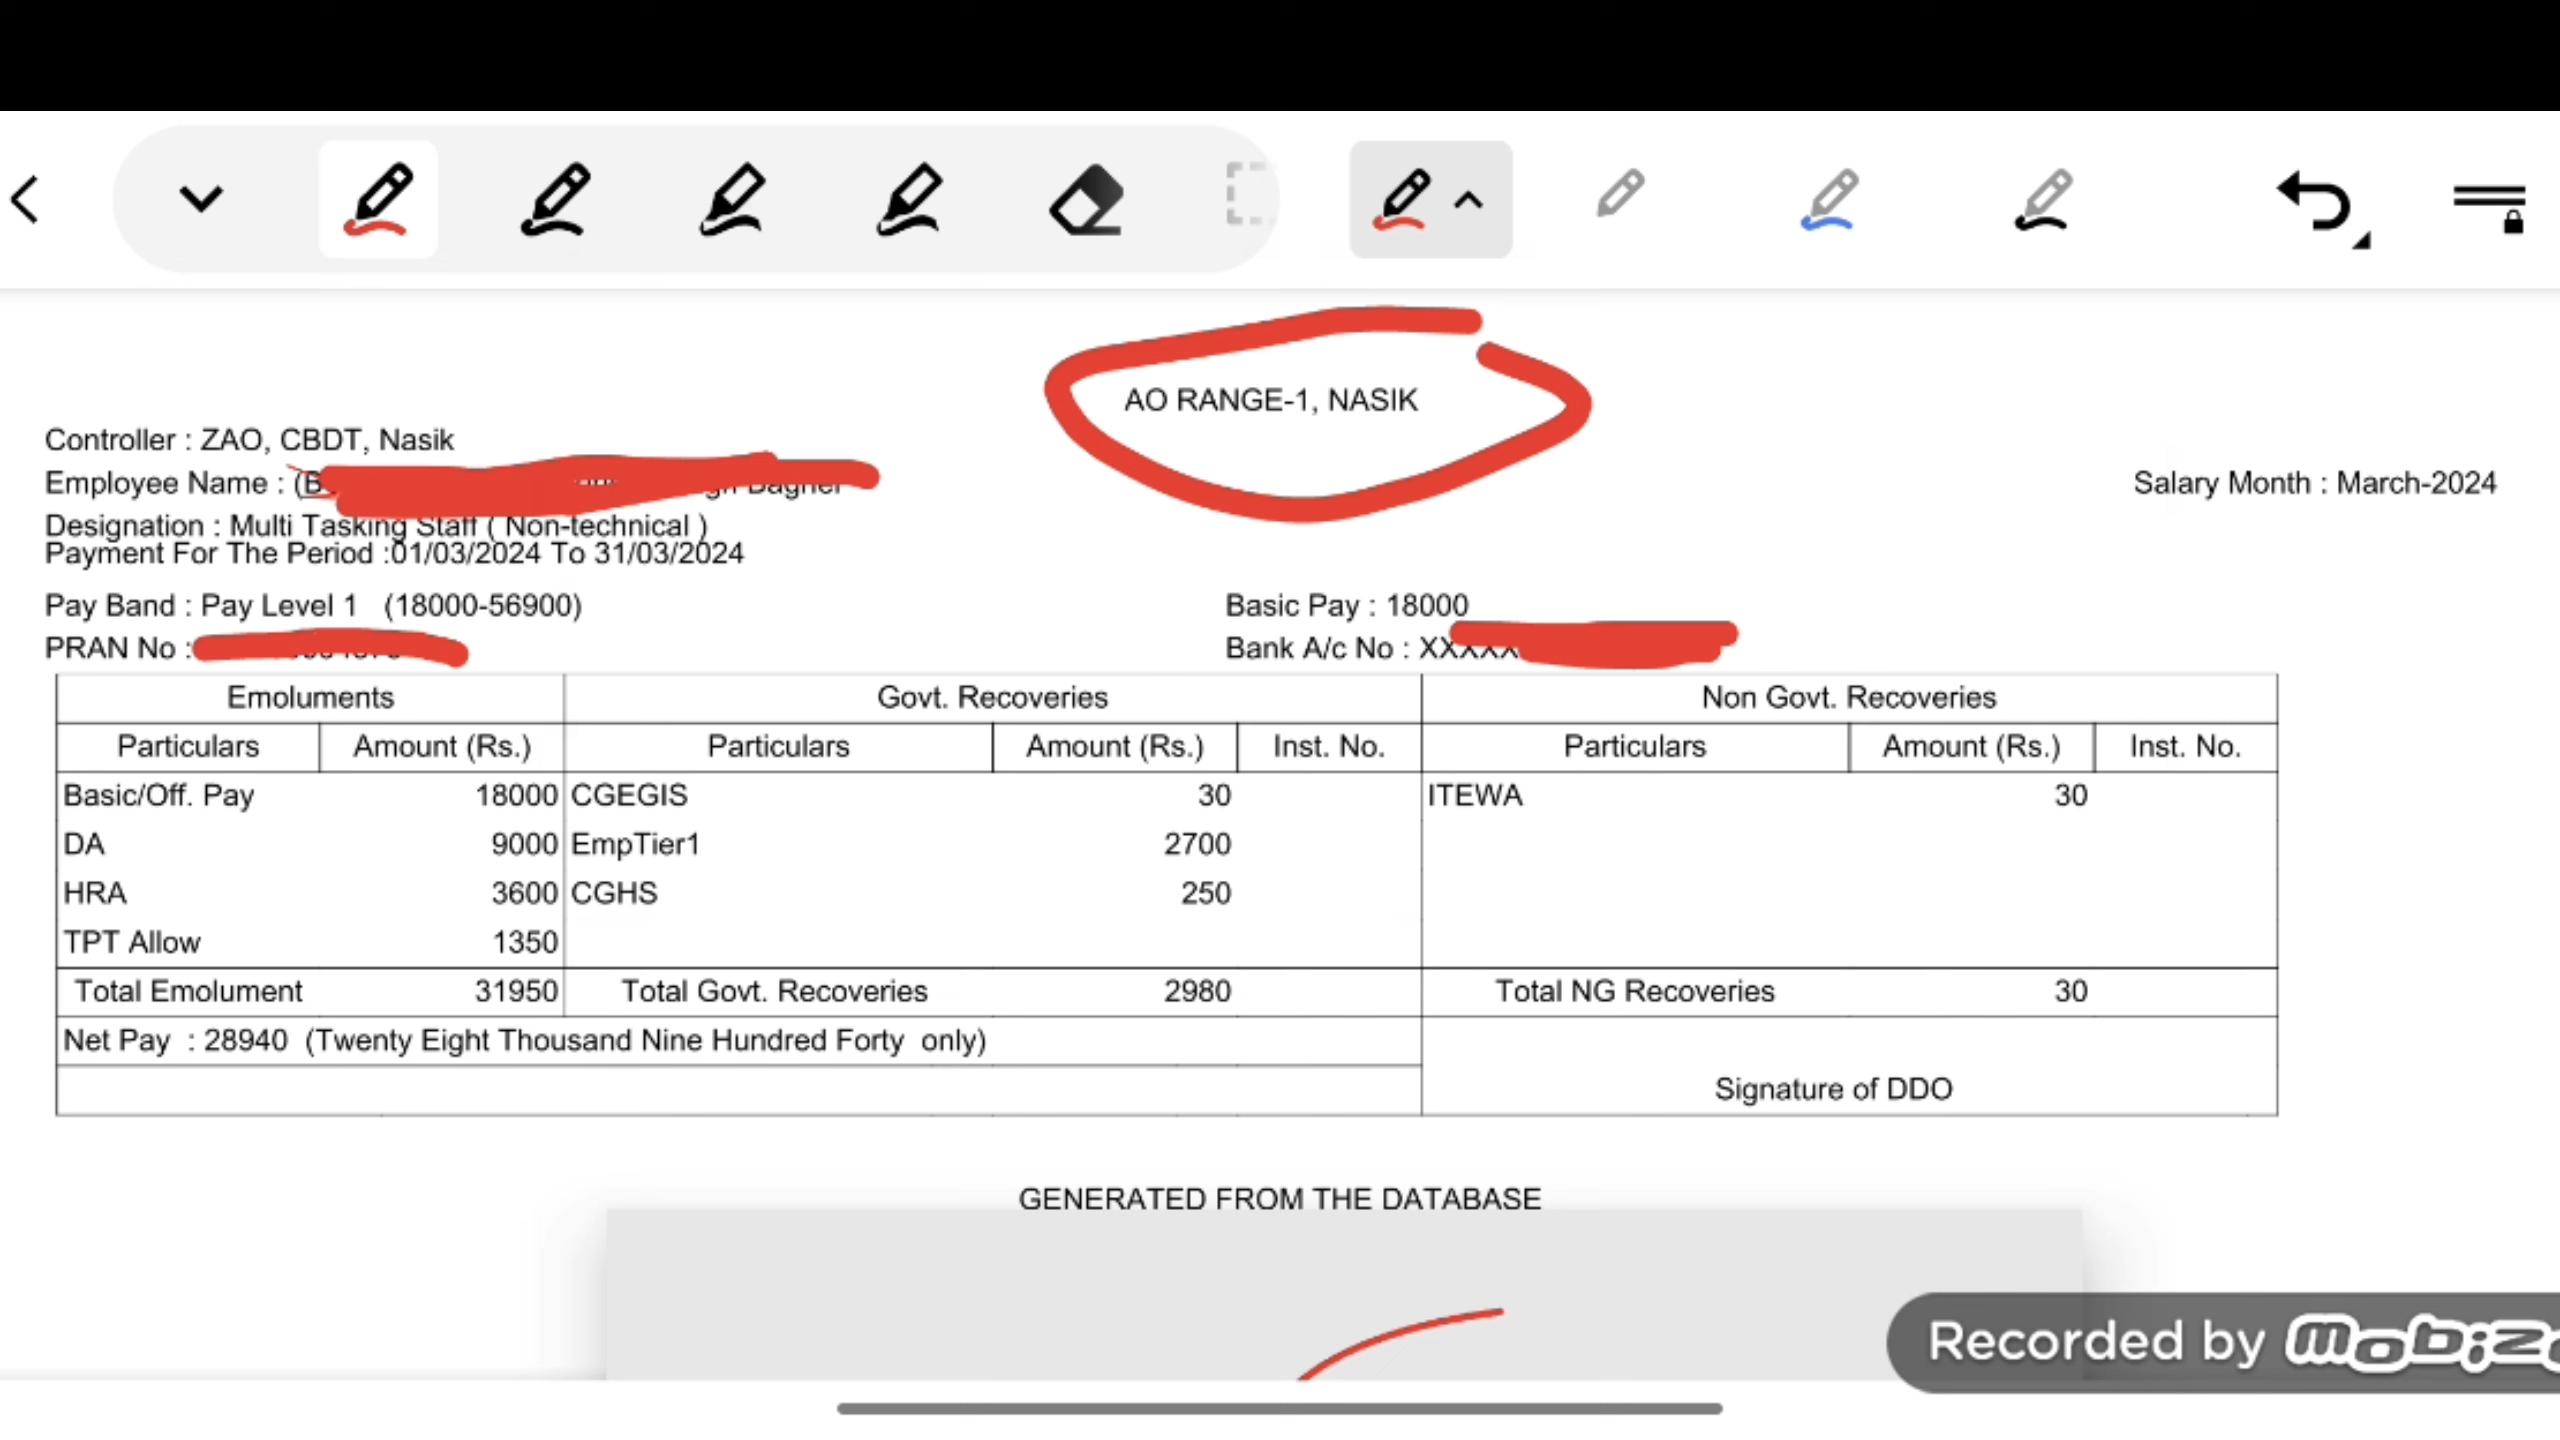 AO RANGE-1, NASIK
Controller : ZAO, CBDT, Nasik
Employee Name : (B
Salary Month : March-2024
Designation : Multi Tasking Staff ( Non-technical )
Payment For The Period :01/03/2024 To 31/03/2024
Pay Band : Pay Level 1 (18000-56900) Basic Pay : 18000
PRAN No : Bank A/c No : XXXXX
Emoluments Govt. Recoveries Non Govt. Recoveries
Particulars Amount (Rs.) Particulars Amount (Rs.) Inst. No. Particulars Amount (Rs.) Inst. No.
Basic/Off. Pay 18000 CGEGIS 30 ITEWA 30
DA 9000 EmpTier1 2700
HRA 3600 CGHS 250
TPT Allow 1350
Total Emolument 31950 Total Govt. Recoveries 2980 Total NG Recoveries 30
Net Pay : 28940 (Twenty Eight Thousand Nine Hundred Forty only)
Signature of DDO
GENERATED FROM THE DATABASE
Recorded by